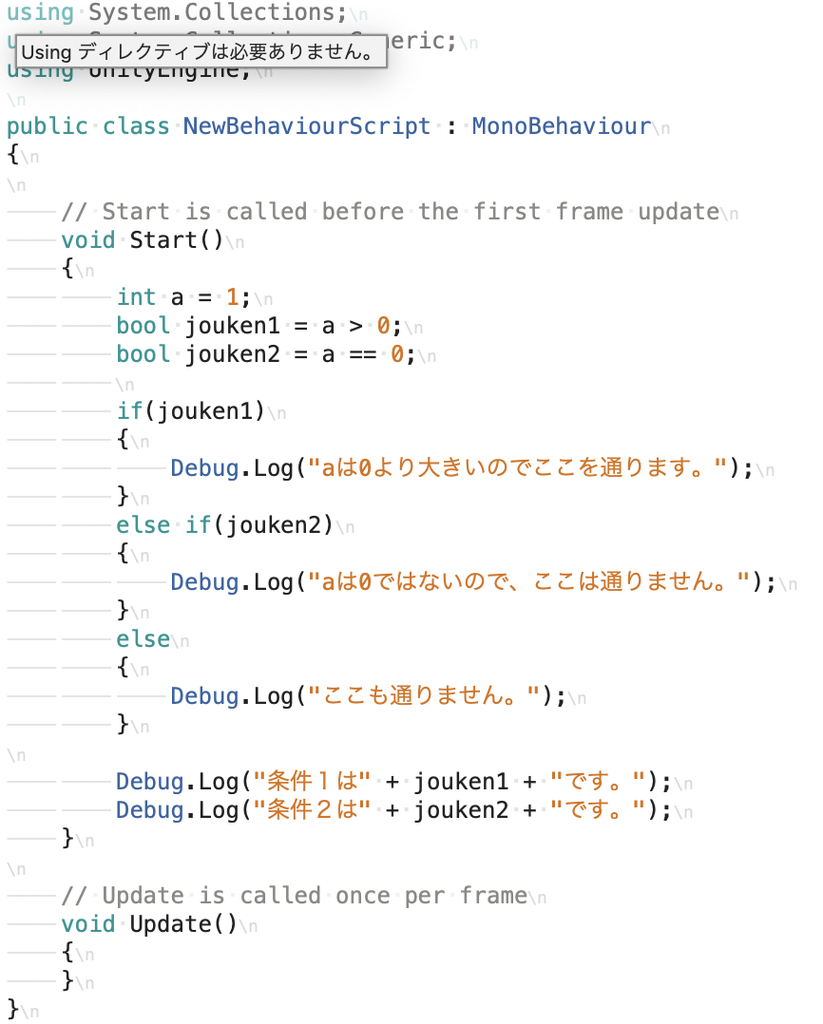 using System.Collections;\n
Using ディレクティブは必要ありません。
eric;\n
using UnityEngine;\n
\n
public class NewBehaviourScript : MonoBehaviour\n
{\n
\n
// Start is called before the first frame update\n
void Start()\n
{\n
int a = 1;\n
bool jouken1 = a > 0;\n
bool jouken2 = a == 0;\n
\n
if(jouken1)\n
{\n
Debug.Log("aは0より大きいのでここを通ります。");\n
}\n
else if(jouken2)\n
{\n
Debug.Log("aは0ではないので、ここは通りません。");\n
}\n
else\n
{\n
Debug.Log("ここも通りません。");\n
}\n
\n
Debug.Log("条件１は" + jouken1 + "です。");\n
Debug.Log("条件２は" + jouken2 + "です。");\n
}\n
\n
// Update is called once per frame\n
void Update()\n
{\n
}\n
}\n